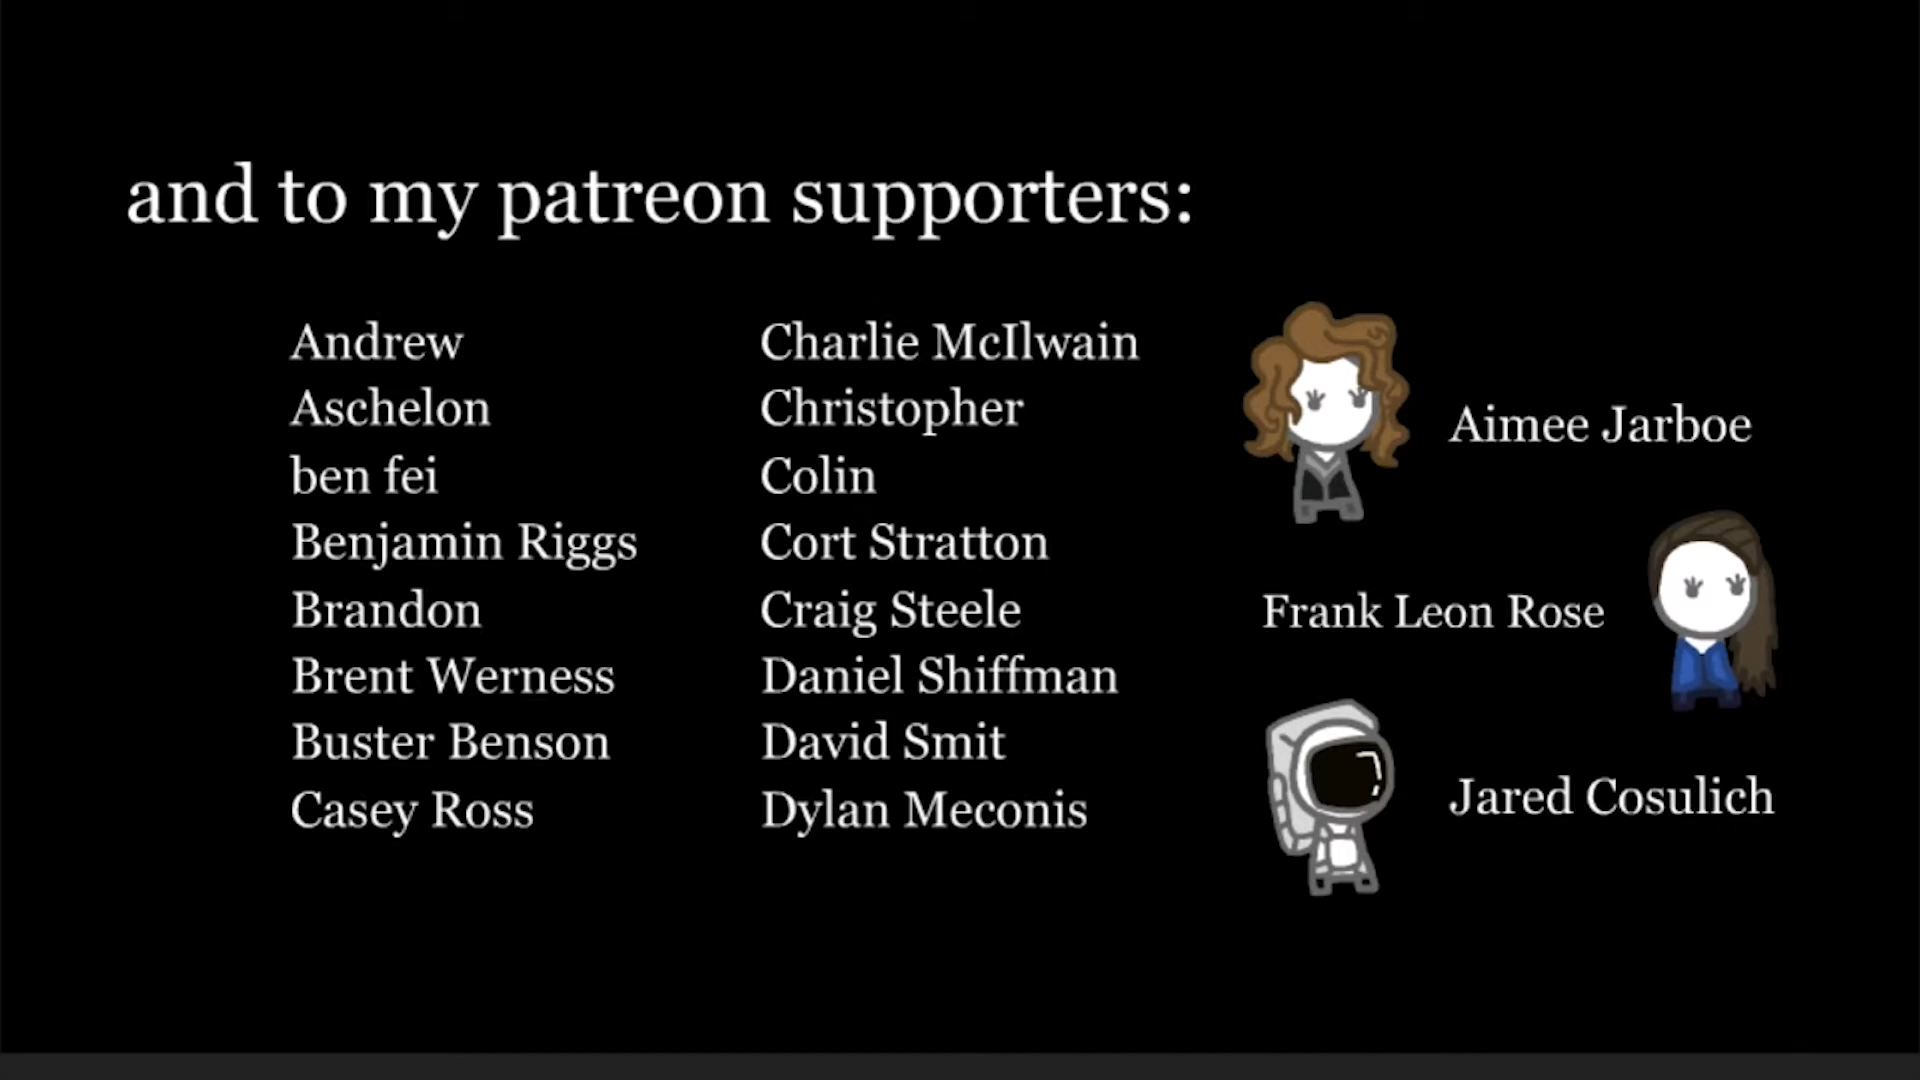 and to my patreon supporters:
Andrew
Aschelon
ben fei
Benjamin Riggs
Brandon
Brent Werness
Buster Benson
Casey Ross
Charlie McIlwain
Christopher
Colin
Cort Stratton
Craig Steele
Daniel Shiffman
David Smit
Dylan Meconis
Aimee Jarboe
Frank Leon Rose
Jared Cosulich